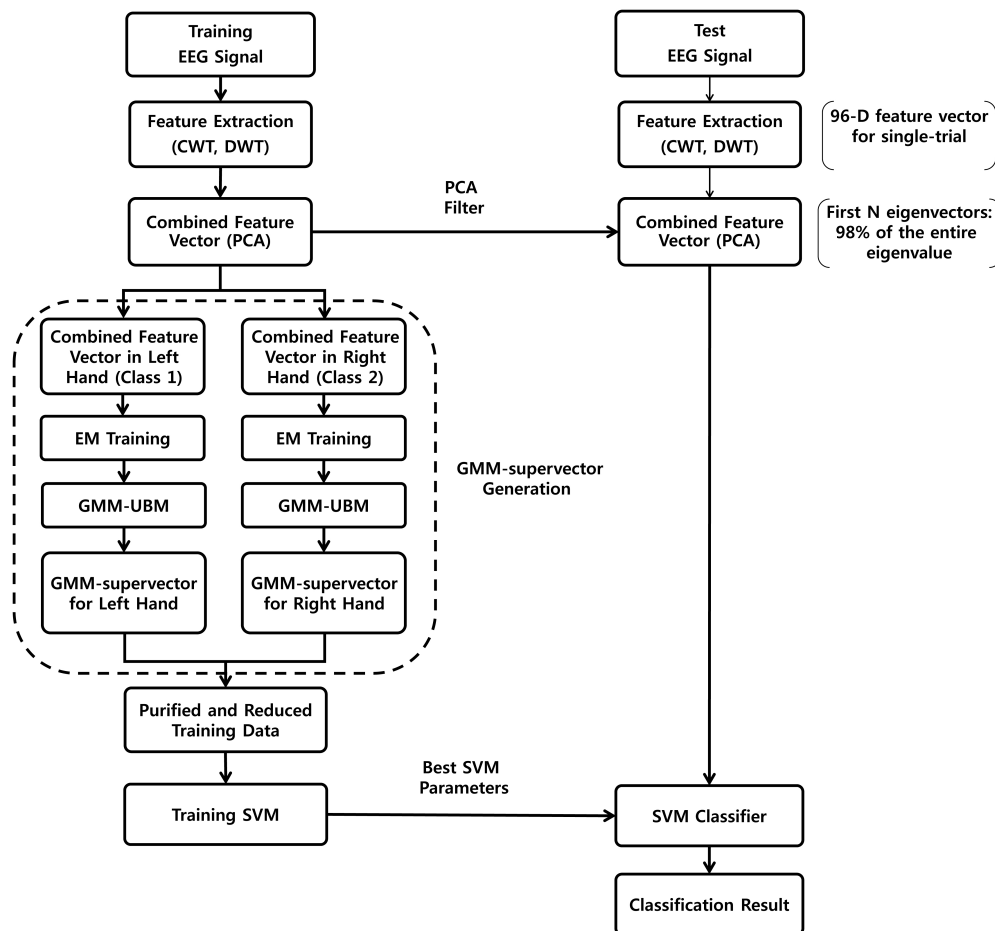 Training
EEG Signal
Test
EEG Signal
Feature Extraction
(CWT, DWT)
Feature Extraction
(CWT, DWT)
96-D feature vector
for single-trial
PCA
Filter
Combined Feature
Vector (PCA)
Combined Feature
Vector (PCA)
First N eigenvectors:
98% of the entire
eigenvalue
Combined Feature
Vector in Left
Hand (Class 1)
Combined Feature
Vector in Right
Hand (Class 2)
EM Training
EM Training
GMM-supervector
Generation
GMM-UBM
GMM-UBM
GMM-supervector
for Left Hand
GMM-supervector
for Right Hand
Purified and Reduced
Training Data
Best SVM
Parameters
Training SVM
SVM Classifier
Classification Result